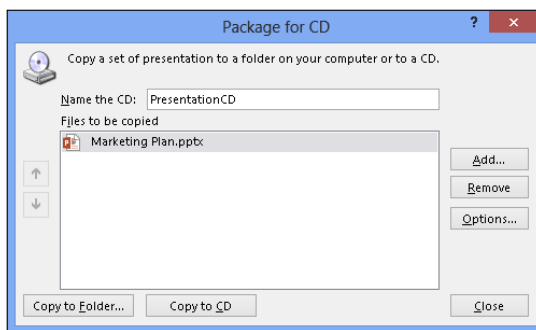 Package for CD
?
×
Copy a set of presentation to a folder on your computer or to a CD.
Name the CD: PresentationCD
Files to be copied
Marketing Plan.pptx
Add...
Remove
Options...
Copy to Folder... Copy to CD Close